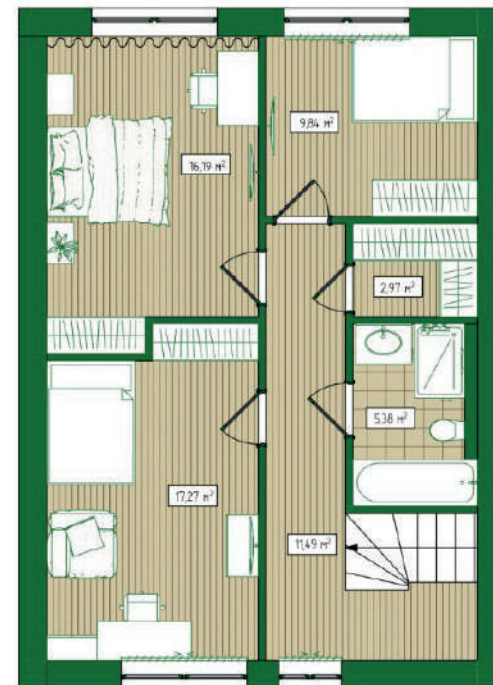 9,84 м²
16,19 м²
2,97 м²
5,38 м²
17,27 м²
11,49 м²